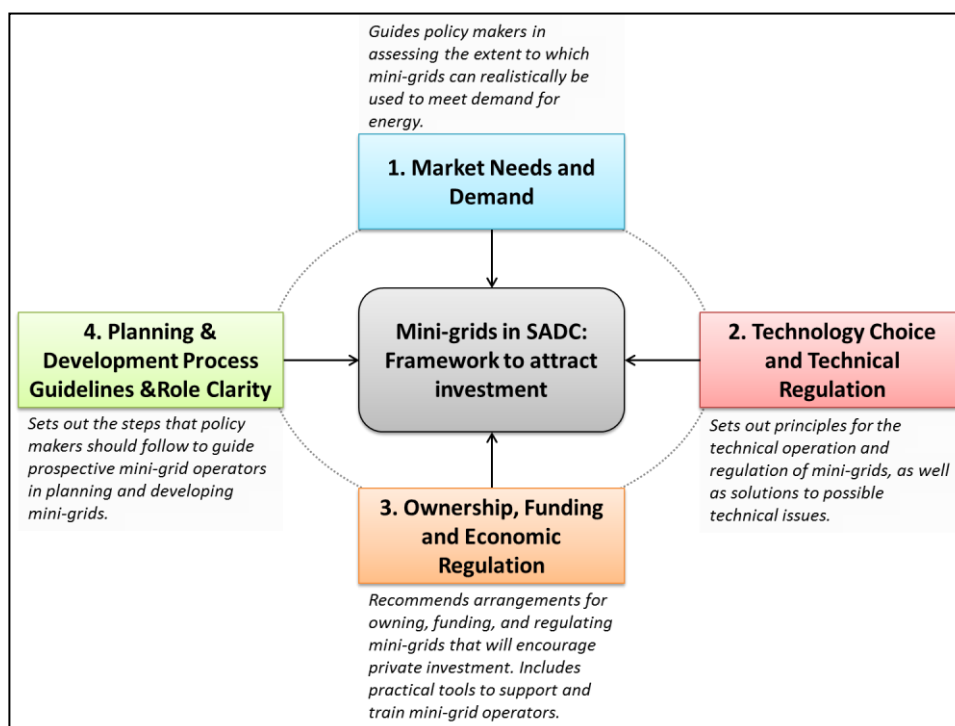 Guides policy makers in
assessing the extent to which
mini-grids can realistically be
used to meet demand for
energy.
1. Market Needs and
Demand
4. Planning &
Development Process
Guidelines &Role Clarity
Mini-grids in SADC:
Framework to attract
investment
2. Technology Choice
and Technical
Regulation
Sets out the steps that policy
makers should follow to guide
prospective mini-grid operators
in planning and developing
mini-grids.
Sets out principles for the
technical operation and
regulation of mini-grids, as well
as solutions to possible
technical issues.
3. Ownership, Funding
and Economic
Regulation
Recommends arrangements for
owning, funding, and regulating
mini-grids that will encourage
private investment. Includes
practical tools to support and
train mini-grid operators.